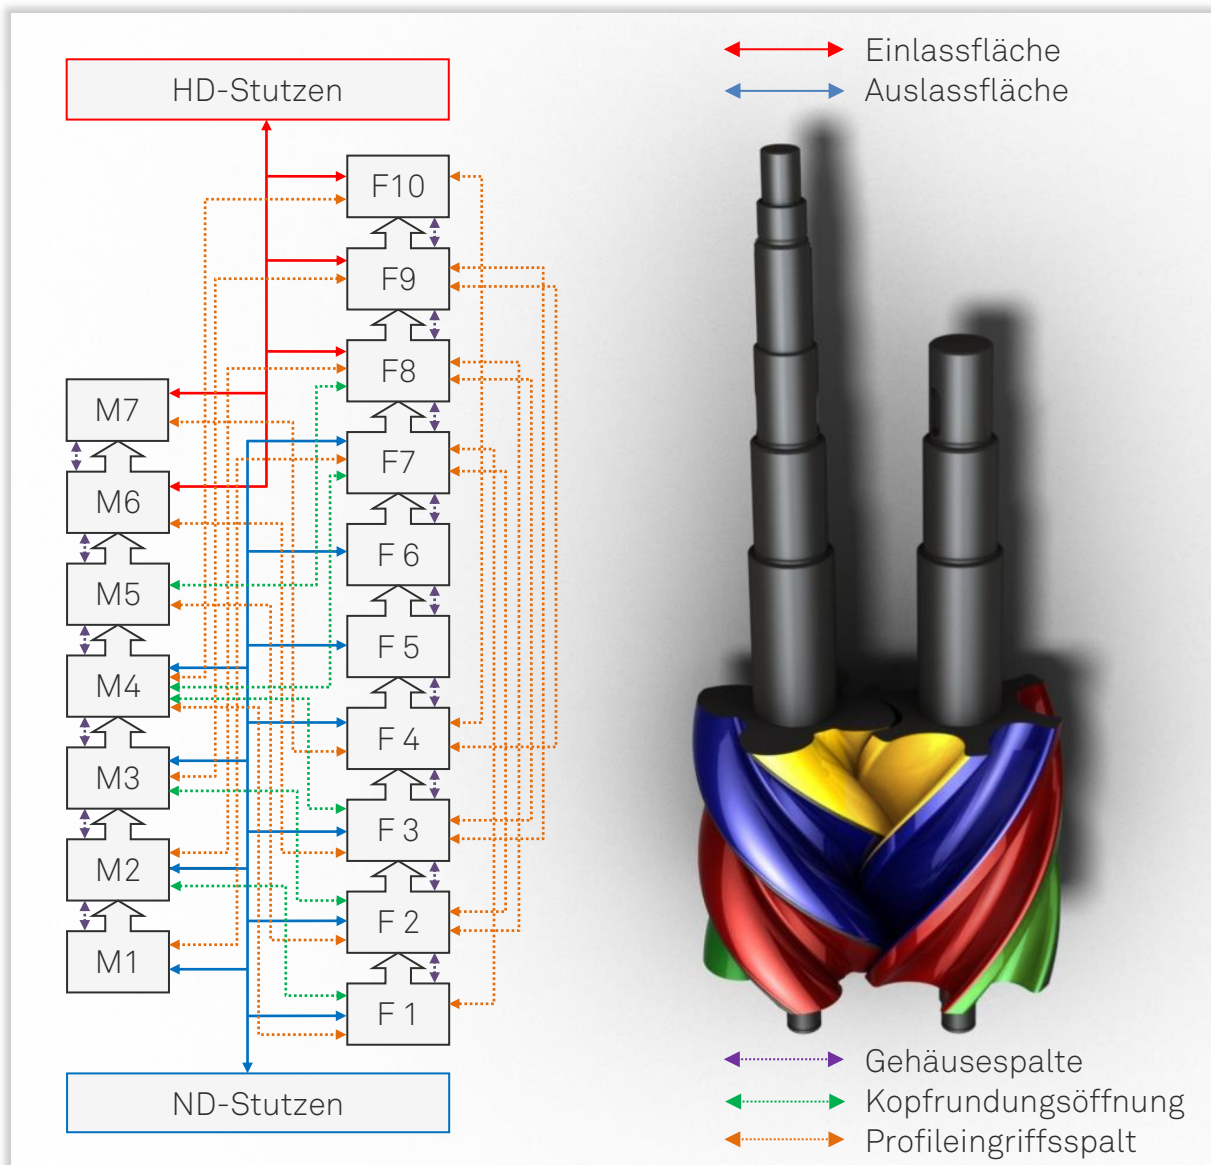 Einlassfläche
Auslassfläche
HD-Stutzen
F10
F9
F8
M7
F7
M6
F 6
M5
F 5
M4
F 4
M3
F 3
M2
F 2
M1
F 1
ND-Stutzen
Gehäusespalte
Kopfrundungsöffnung
Profileingriffsspalt